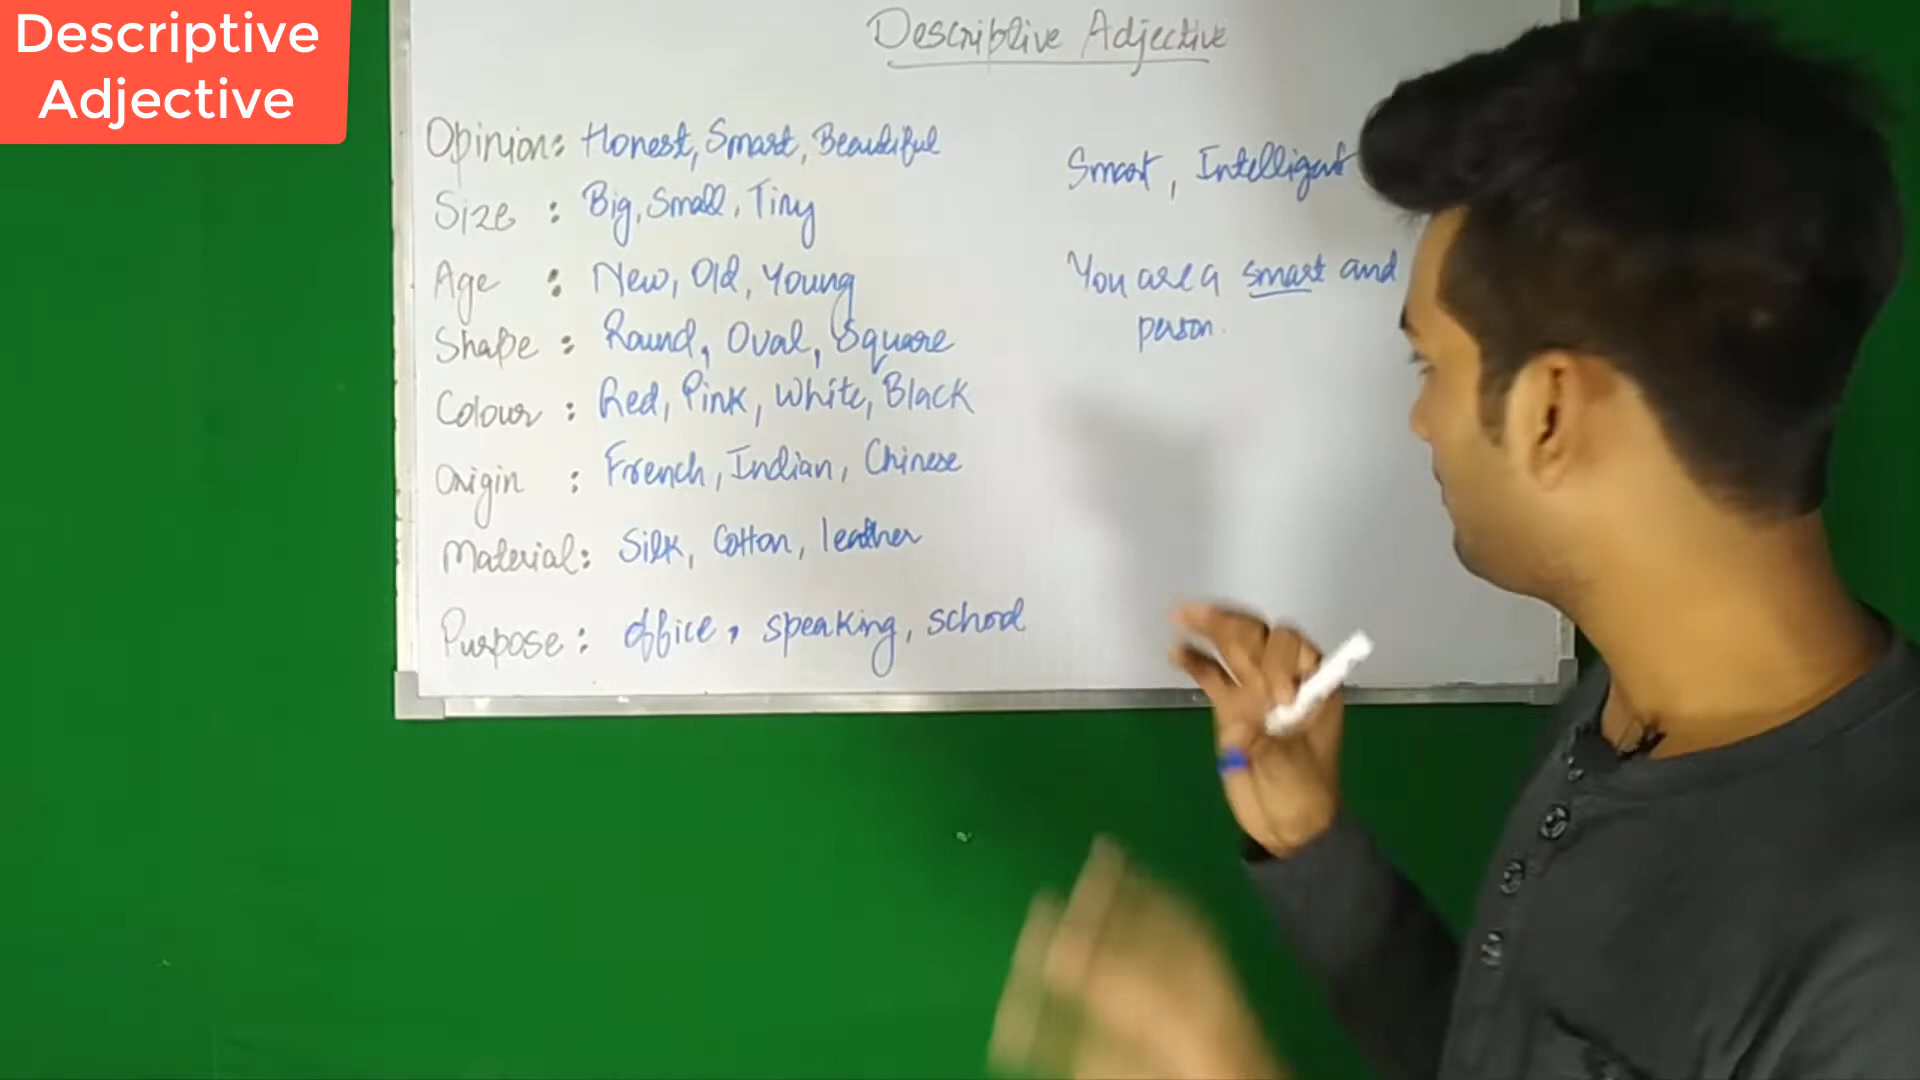 Descriptive
Adjective
Descriptive Adjective
Opinion: Honest, Smart, Beautiful
Size : Big, Small, Tiny
Age : New, Old, Young
Shape : Round, Oval, Square
Colour : Red, Pink, White, Black
Origin : French, Indian, Chinese
Material: Silk, Cotton, leather
Purpose: office, speaking, school
Smart, Intelligent
You are a smart and
person.